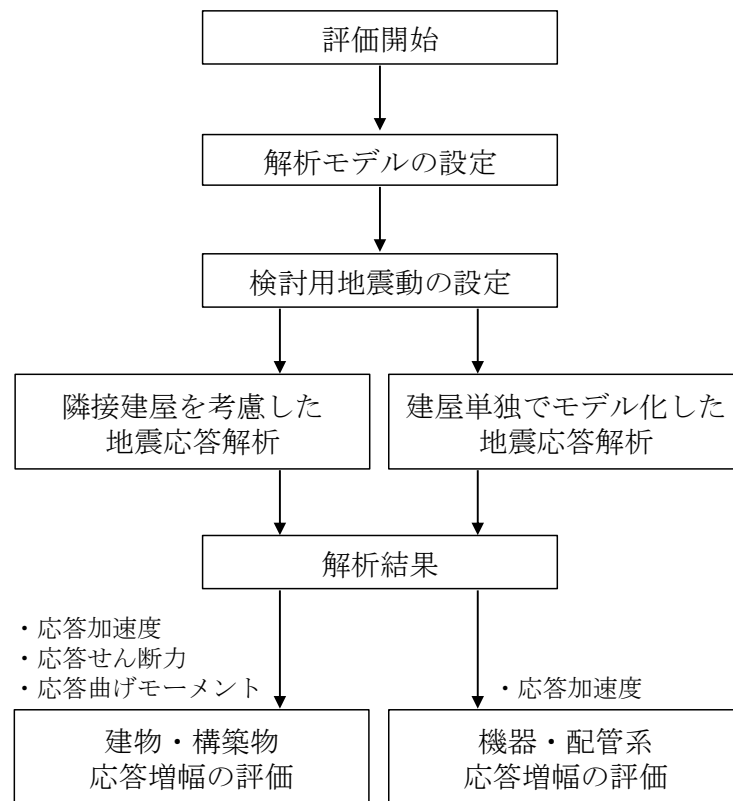 評価開始
解析モデルの設定
検討用地震動の設定
隣接建屋を考慮した
地震応答解析
建屋単独でモデル化した
地震応答解析
解析結果
・応答加速度
・応答せん断力
・応答曲げモーメント
・応答加速度
建物・構築物
応答増幅の評価
機器・配管系
応答増幅の評価